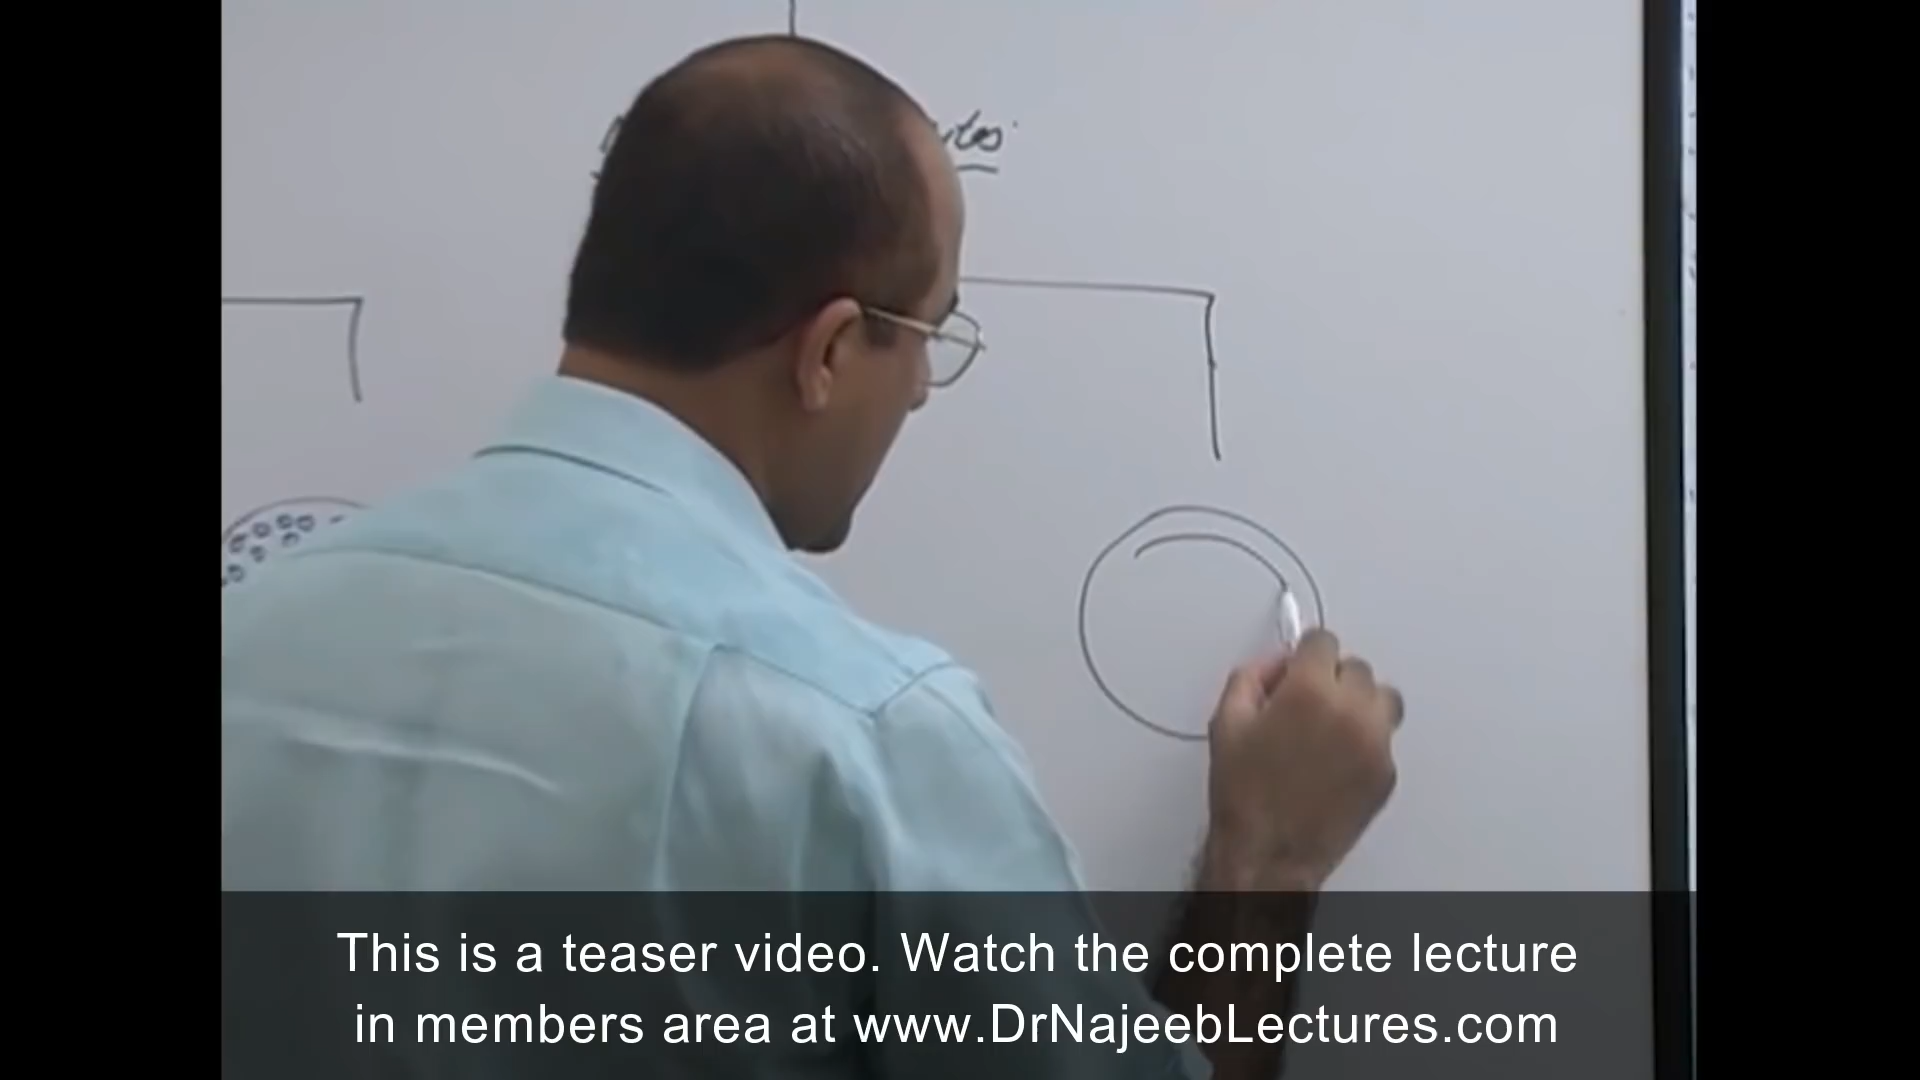 This is a teaser video. Watch the complete lecture
in members area at www.DrNajeebLectures.com